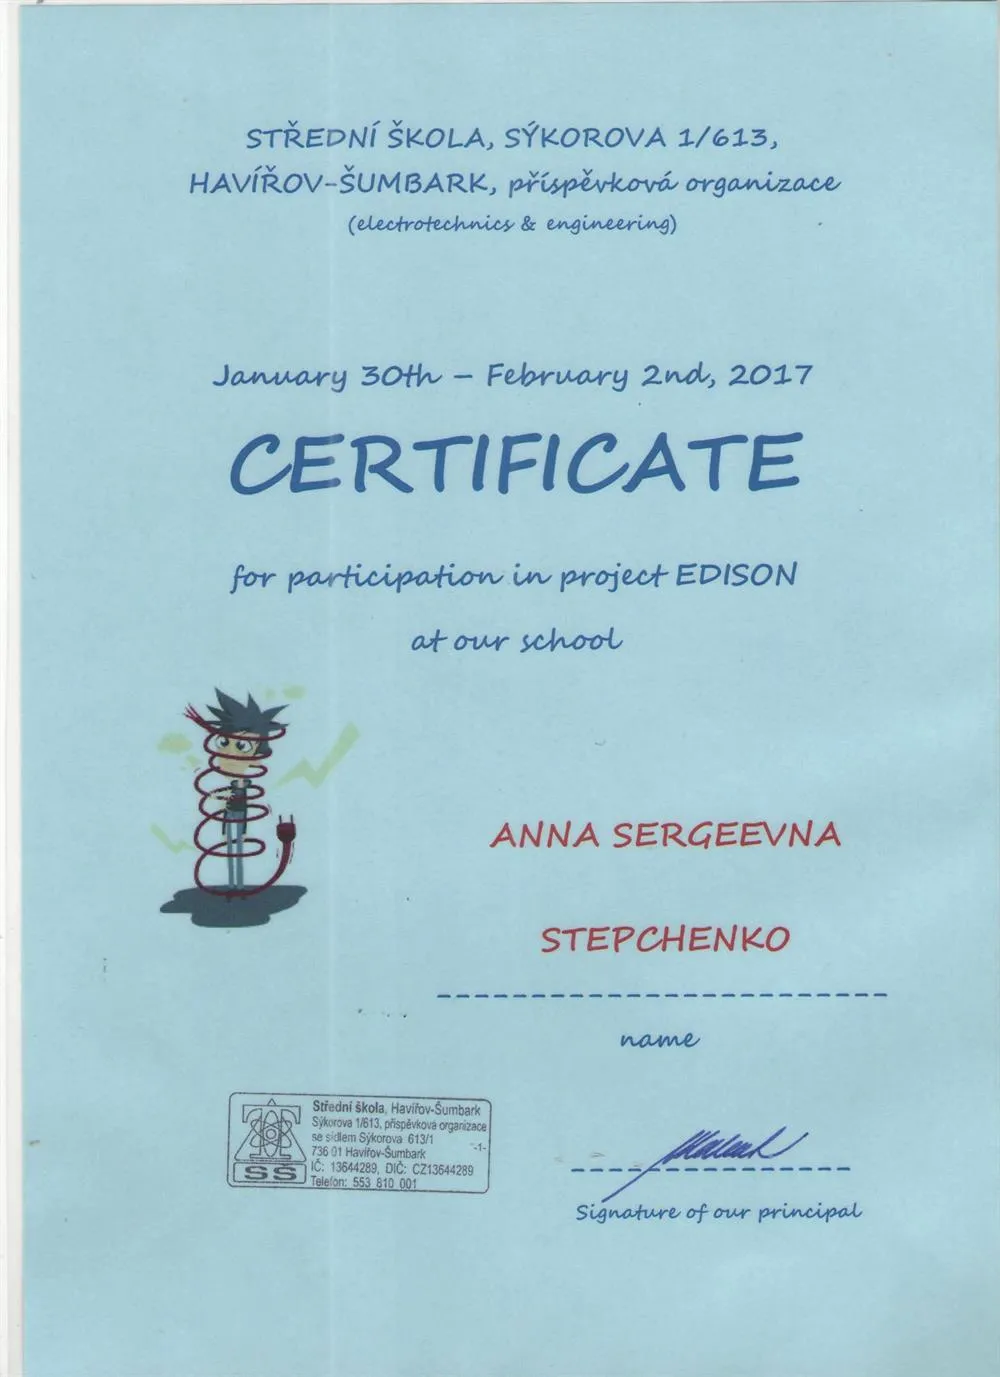 STŘEDNÍ ŠKOLA, SÝKOROVA 1/613,
HAVÍŘOV-ŠUMBARK, příspěvková organizace
(electrotechnics & engineering)
January 30th – February 2nd, 2017
CERTIFICATE
for participation in project EDISON
at our school
ANNA SERGEEVNA
STEPCHENKO
name
SŠ
Střední škola, Havířov-Šumbark
Sýkorova 1/613, příspěvková organizace
se sídlem Sýkorova 613/1
736 01 Havířov-Šumbark -1-
IČ: 13644289, DIČ: CZ13644289
Telefon: 553 810 001
Signature of our principal